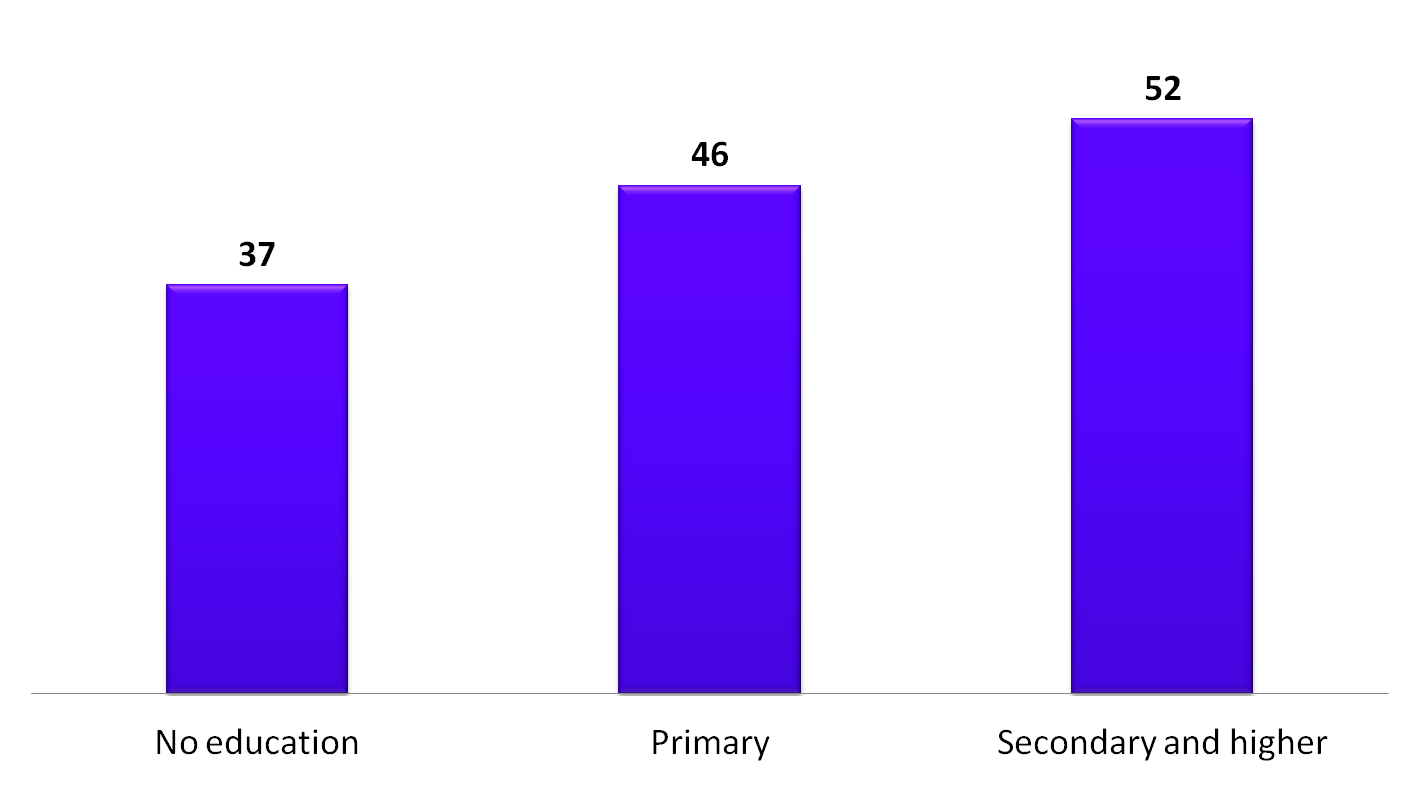 52
46
37
No education
Primary
Secondary and higher